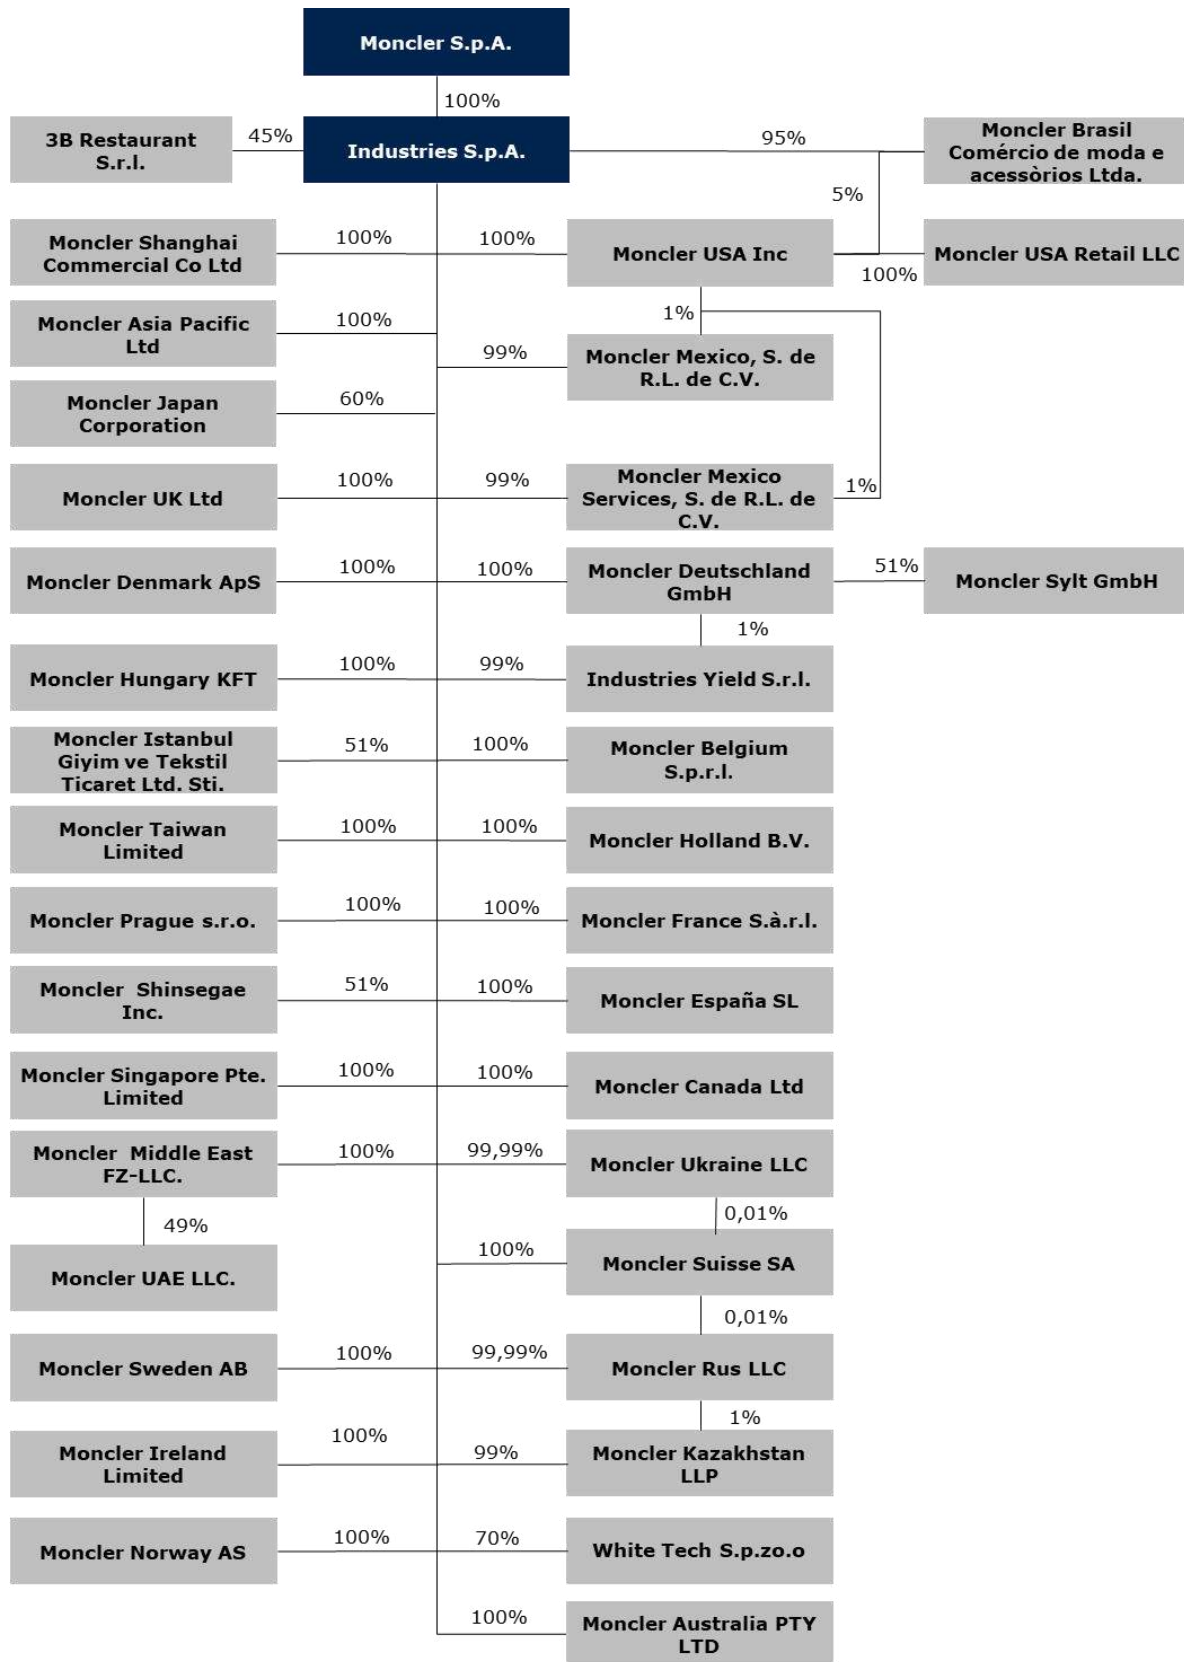 Moncler S.p.A.
100%
3B Restaurant
S.r.l.
45%
Industries S.p.A.
95%
Moncler Brasil
Comércio de moda e
acessòrios Ltda.
5%
Moncler Shanghai
Commercial Co Ltd
100%
100%
Moncler USA Inc
100%
Moncler USA Retail LLC
Moncler Asia Pacific
Ltd
100%
1%
99%
Moncler Mexico, S. de
R.L. de C.V.
Moncler Japan
Corporation
60%
Moncler UK Ltd
100%
99%
Moncler Mexico
Services, S. de R.L. de
C.V.
1%
Moncler Denmark ApS
100%
100%
Moncler Deutschland
GmbH
51%
Moncler Sylt GmbH
1%
Moncler Hungary KFT
100%
99%
Industries Yield S.r.l.
Moncler Istanbul
Giyim ve Tekstil
Ticaret Ltd. Sti.
51%
100%
Moncler Belgium
S.p.r.l.
Moncler Taiwan
Limited
100%
100%
Moncler Holland B.V.
Moncler Prague s.r.o.
100%
100%
Moncler France S.à.r.l.
Moncler Shinsegae
Inc.
51%
100%
Moncler España SL
Moncler Singapore Pte.
Limited
100%
100%
Moncler Canada Ltd
Moncler Middle East
FZ-LLC.
100%
99,99%
Moncler Ukraine LLC
49%
0,01%
Moncler UAE LLC.
100%
Moncler Suisse SA
0,01%
Moncler Sweden AB
100%
99,99%
Moncler Rus LLC
1%
Moncler Ireland
Limited
100%
99%
Moncler Kazakhstan
LLP
Moncler Norway AS
100%
70%
White Tech S.p.zo.o
100%
Moncler Australia PTY
LTD